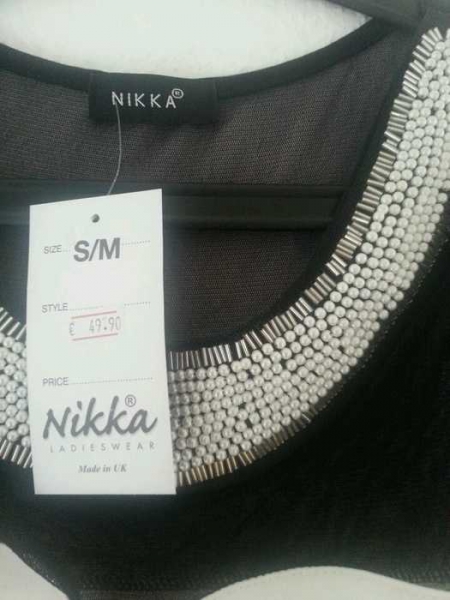 NIKKA®
SIZE... S/M
STYLE
€ 49.90
PRICE
Nikka®
LADIESWEAR
Made in UK